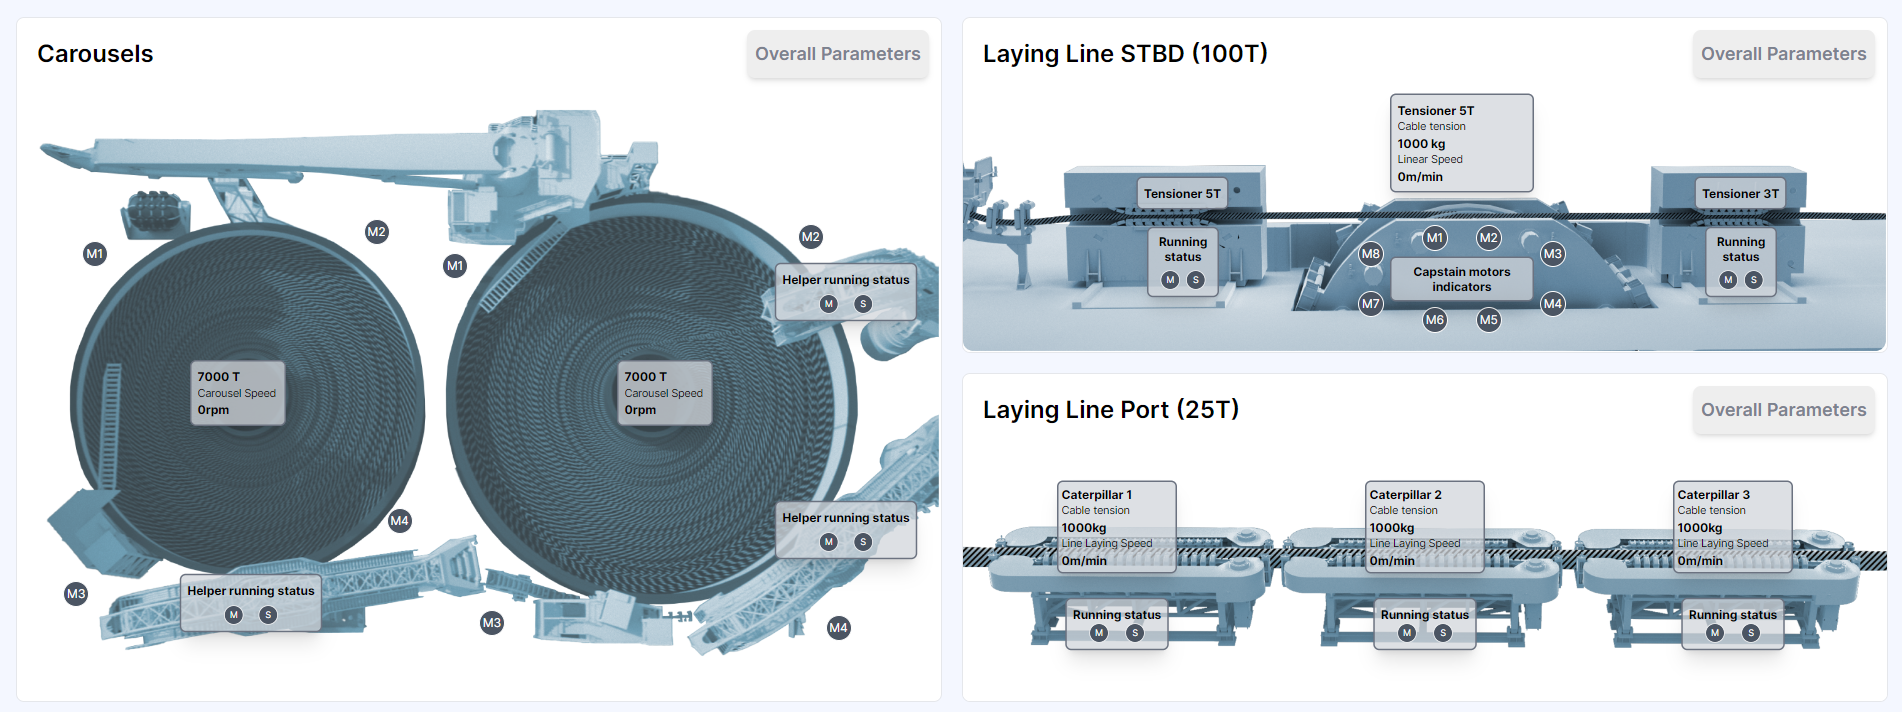 Carousels
Overall Parameters
M1
M2
M1
M2
Helper running status
M S
7000 T
Carousel Speed
0rpm
7000 T
Carousel Speed
0rpm
Helper running status
M S
M4
M3
Helper running status
M S
M3
M4
Laying Line STBD (100T)
Overall Parameters
Tensioner 5T
Cable tension
1000 kg
Linear Speed
0m/min
Tensioner 5T
Running
status
M S
M8
M1
M2
M3
Capstain motors
indicators
M7
M6
M5
M4
Tensioner 3T
Running
status
M S
Laying Line Port (25T)
Overall Parameters
Caterpillar 1
Cable tension
1000kg
Line Laying Speed
0m/min
Running status
M S
Caterpillar 2
Cable tension
1000kg
Line Laying Speed
0m/min
Running status
M S
Caterpillar 3
Cable tension
1000kg
Line Laying Speed
0m/min
Running status
M S